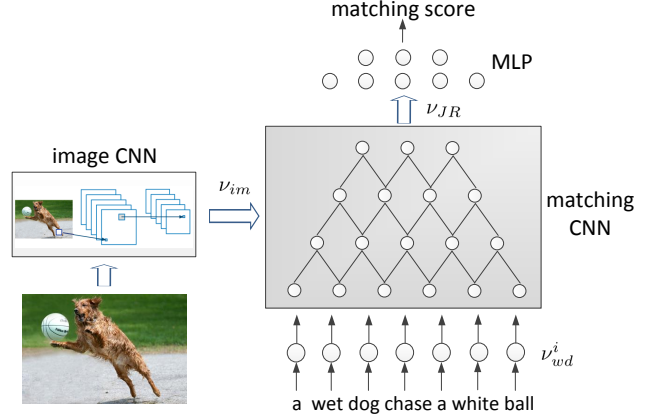 matching score
MLP
ν_JR
image CNN
ν_im
matching
CNN
ν^i_wd
a wet dog chase a white ball